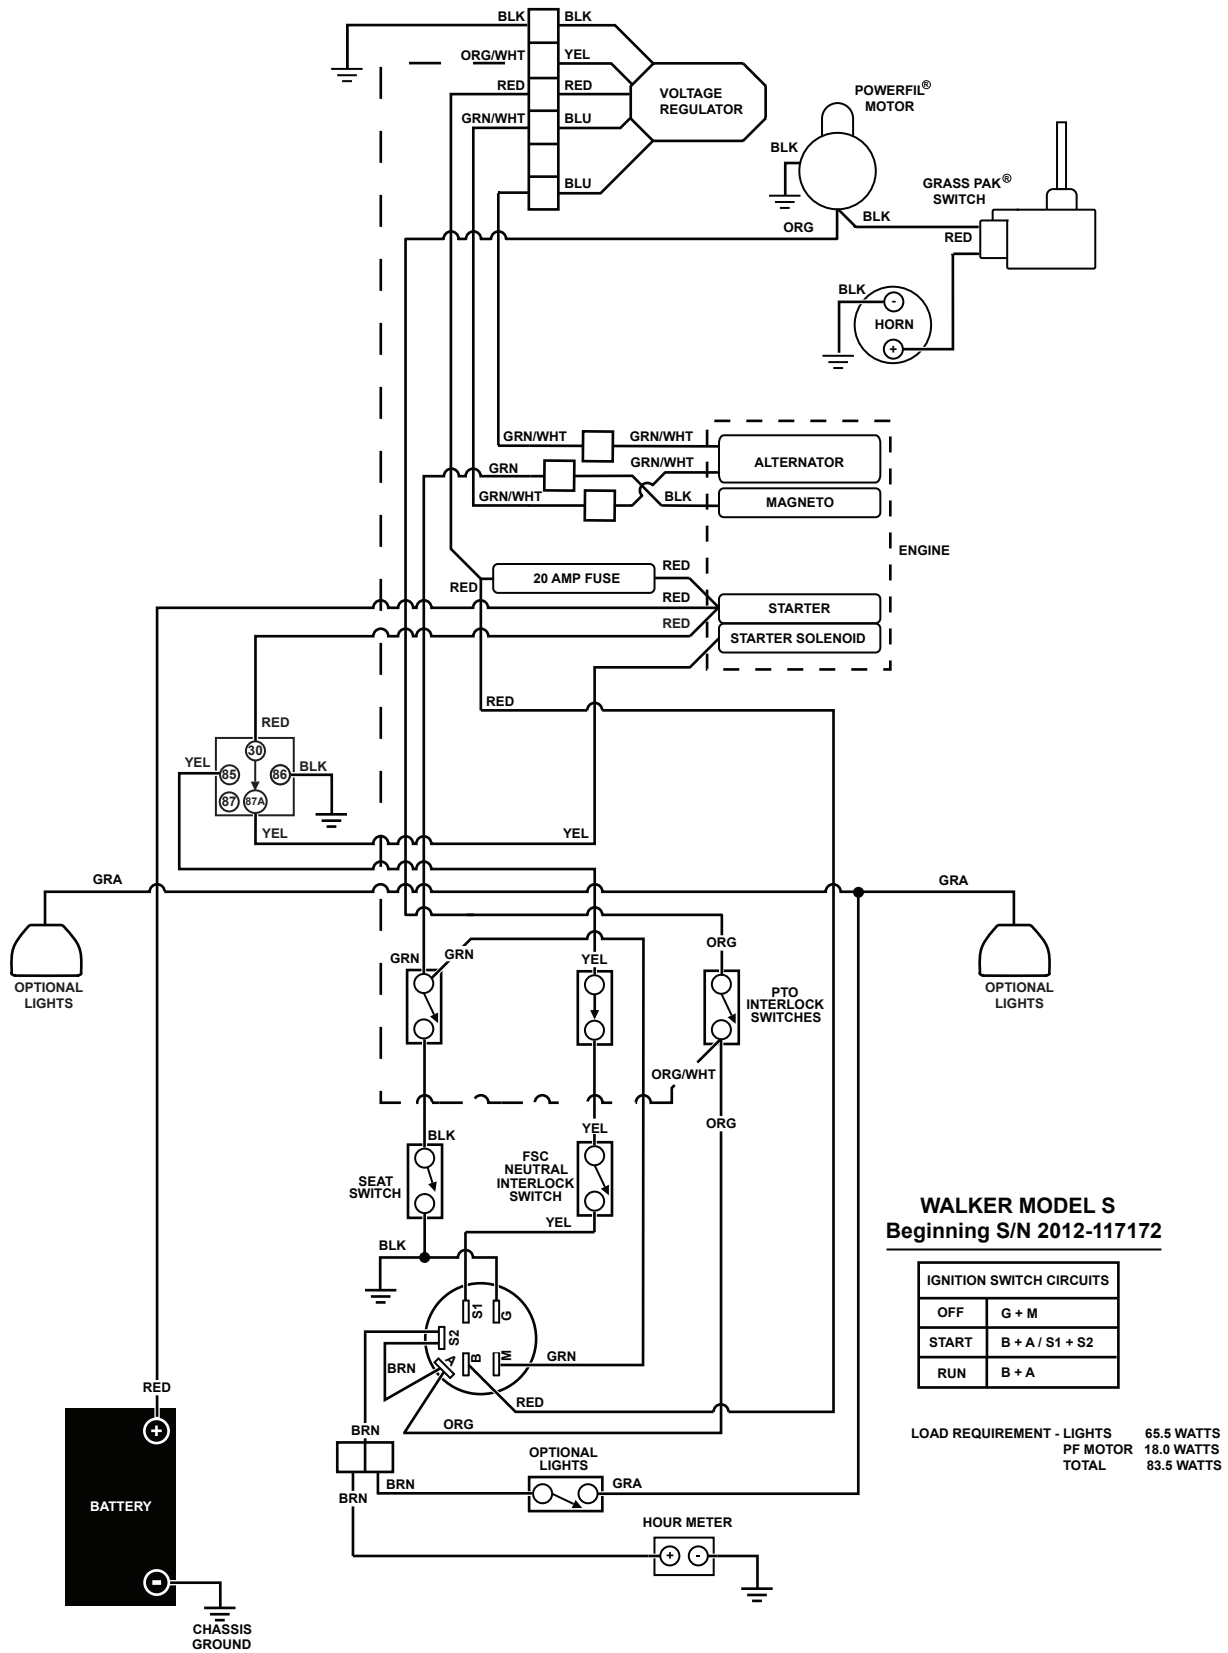 BLK
BLK
ORG/WHT
YEL
RED
RED
GRN/WHT
BLU
BLU
VOLTAGE
REGULATOR
POWERFIL®
MOTOR
BLK
GRASS PAK®
SWITCH
ORG
BLK
RED
BLK
-
HORN
+
GRN/WHT
GRN/WHT
GRN
GRN/WHT
GRN/WHT
BLK
ALTERNATOR
MAGNETO
ENGINE
RED
20 AMP FUSE
RED
RED
RED
STARTER
STARTER SOLENOID
RED
RED
YEL
30
85
86
87
87A
BLK
YEL
YEL
GRA
GRA
OPTIONAL
LIGHTS
OPTIONAL
LIGHTS
GRN
GRN
YEL
ORG
PTO
INTERLOCK
SWITCHES
ORG/WHT
ORG
BLK
YEL
SEAT
SWITCH
FSC
NEUTRAL
INTERLOCK
SWITCH
YEL
BLK
S1
G
S2
A
B
M
BRN
GRN
RED
ORG
WALKER MODEL S
Beginning S/N 2012-117172
IGNITION SWITCH CIRCUITS
OFF G + M
START B + A / S1 + S2
RUN B + A
LOAD REQUIREMENT - LIGHTS 65.5 WATTS
PF MOTOR 18.0 WATTS
TOTAL 83.5 WATTS
RED
+
BATTERY
-
CHASSIS
GROUND
BRN
BRN
BRN
OPTIONAL
LIGHTS
GRA
HOUR METER
+
-